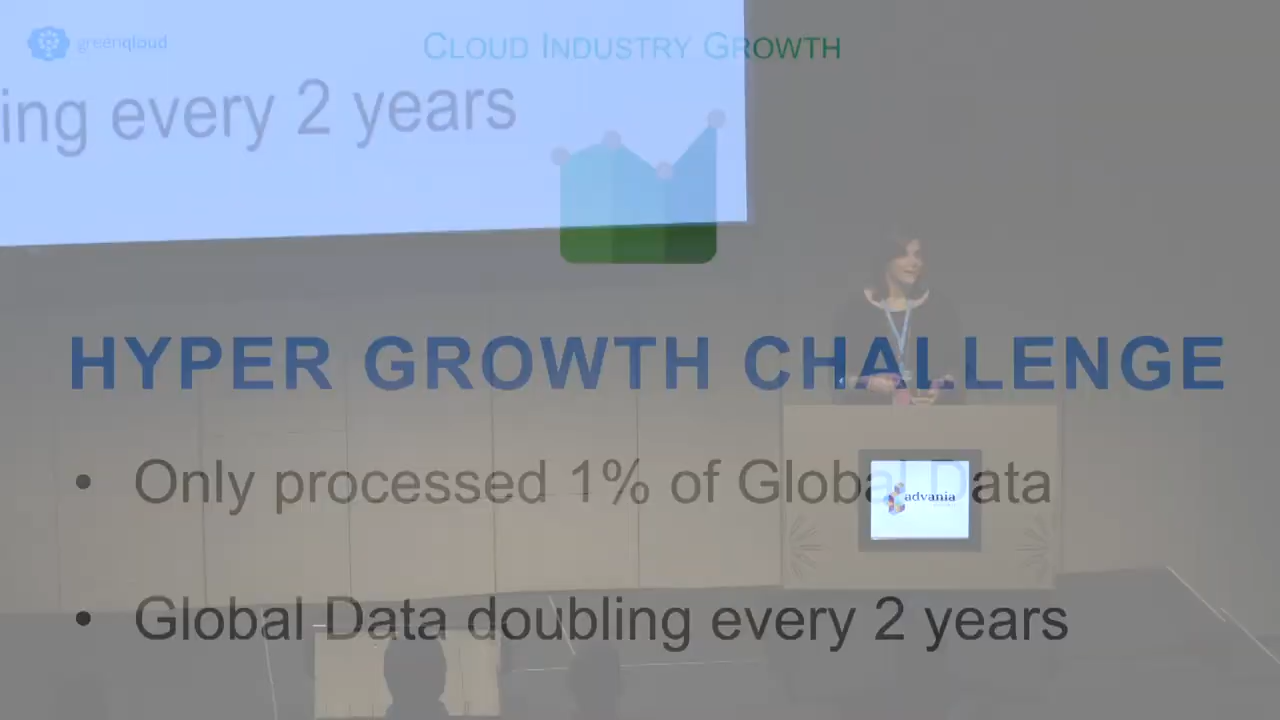 greenqloud
CLOUD INDUSTRY GROWTH
ing every 2 years
HYPER GROWTH CHALLENGE
• Only processed 1% of Global Data
advania
• Global Data doubling every 2 years